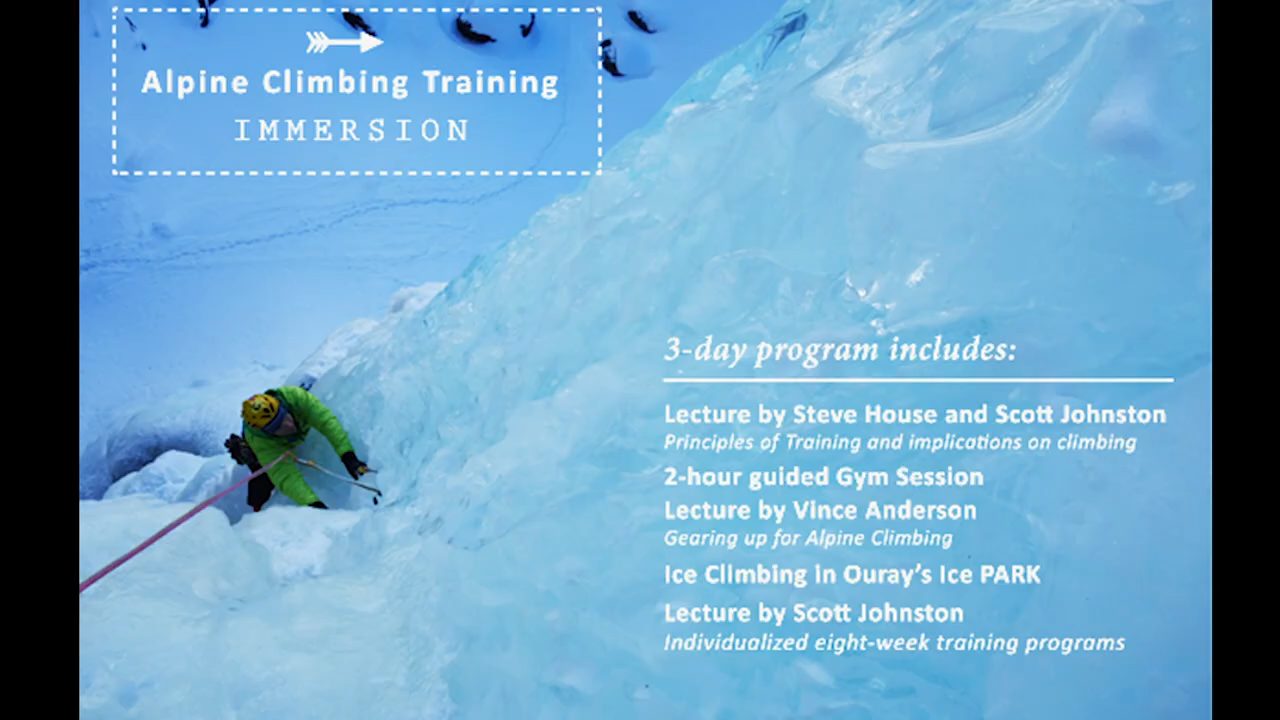 Alpine Climbing Training
IMMERSION
3-day program includes:
Lecture by Steve House and Scott Johnston
Principles of Training and implications on climbing
2-hour guided Gym Session
Lecture by Vince Anderson
Gearing up for Alpine Climbing
Ice Climbing in Ouray's Ice PARK
Lecture by Scott Johnston
Individualized eight-week training programs